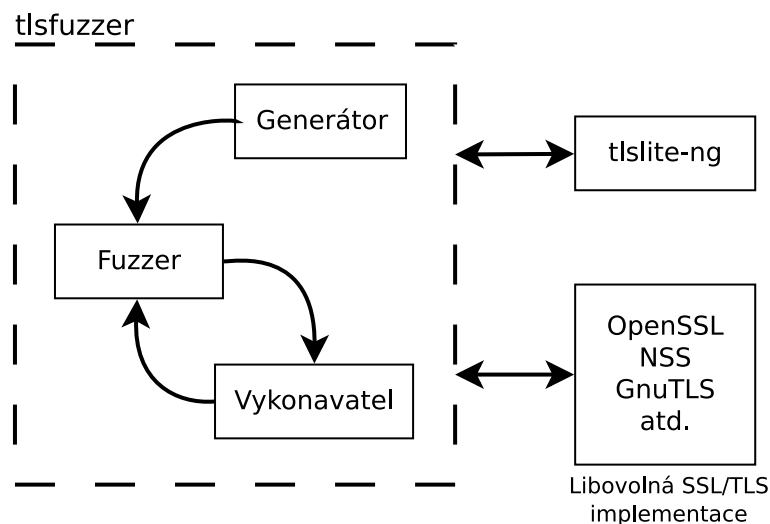 tlsfuzzer
Generátor
tlslite-ng
Fuzzer
OpenSSL
NSS
GnuTLS
atd.
Vykonavatel
Libovolná SSL/TLS
implementace